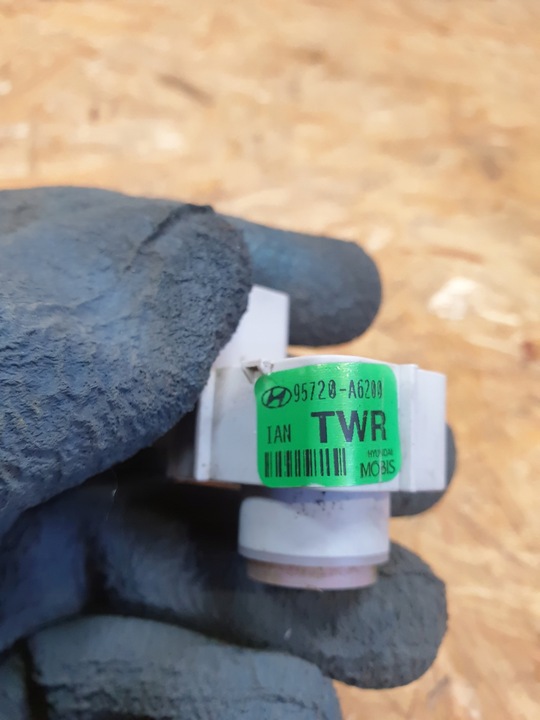 95720-A6200
IAN TWR
HYUNDAI
MOBIS